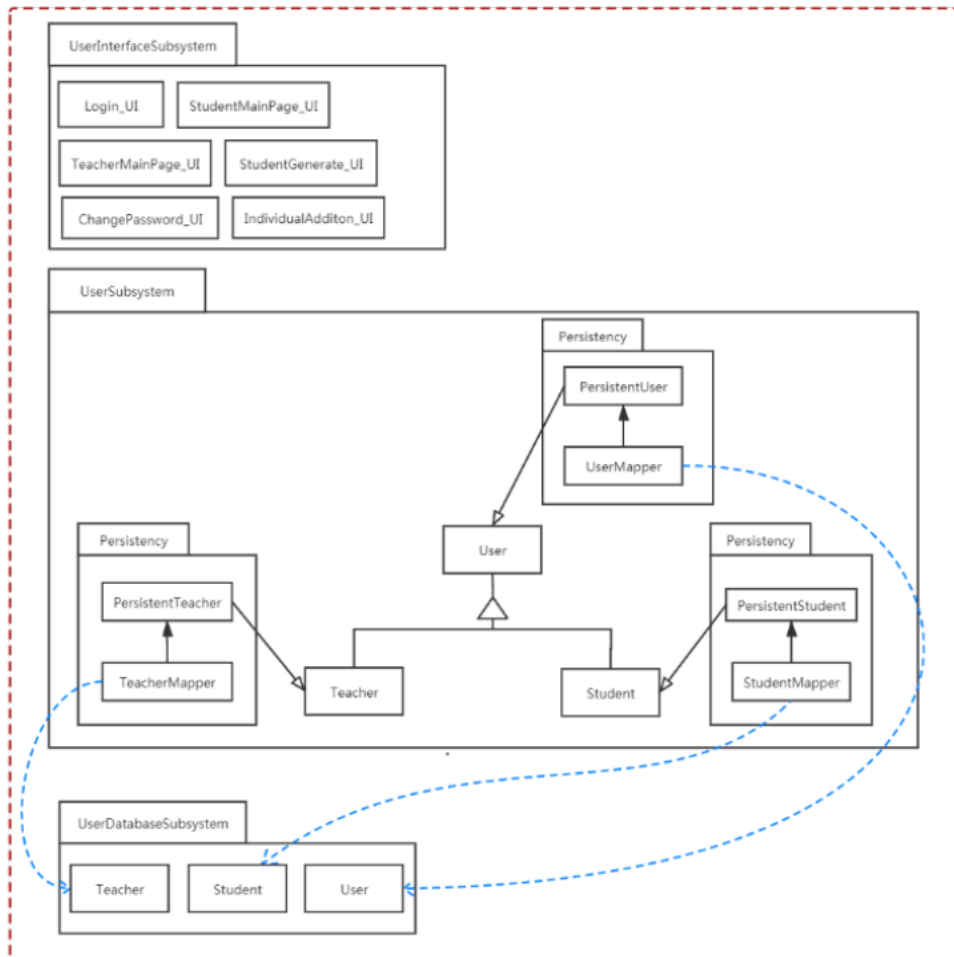 UserInterfaceSubsystem
Login_UI
StudentMainPage_UI
TeacherMainPage_UI
StudentGenerate_UI
ChangePassword_UI
IndividualAdditon_UI
UserSubsystem
Persistency
PersistentUser
UserMapper
User
Persistency
PersistentTeacher
TeacherMapper
Teacher
Student
Persistency
PersistentStudent
StudentMapper
UserDatabaseSubsystem
Teacher
Student
User